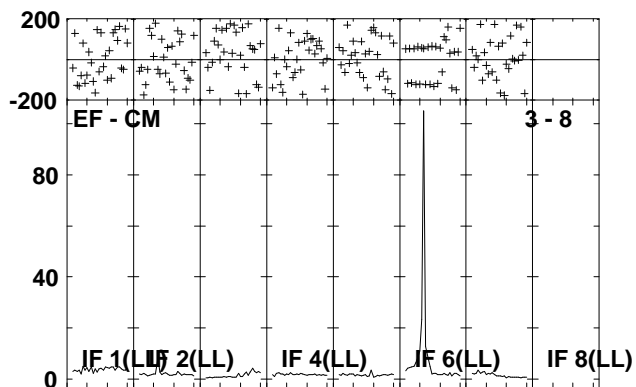 200
-200
EF - CM 3 - 8
80
40
IF 1(LL) IF 2(LL) IF 4(LL) IF 6(LL) IF 8(LL)
0